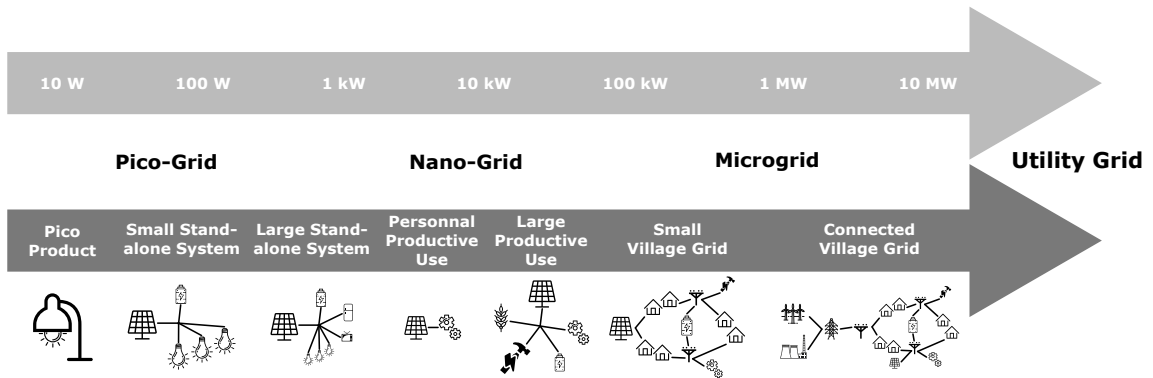 10 W 100 W 1 kW 10 kW 100 kW 1 MW 10 MW
Pico-Grid Nano-Grid Microgrid Utility Grid
Pico
Product
Small Stand-
alone System
Large Stand-
alone System
Personnal
Productive
Use
Large
Productive
Use
Small
Village Grid
Connected
Village Grid